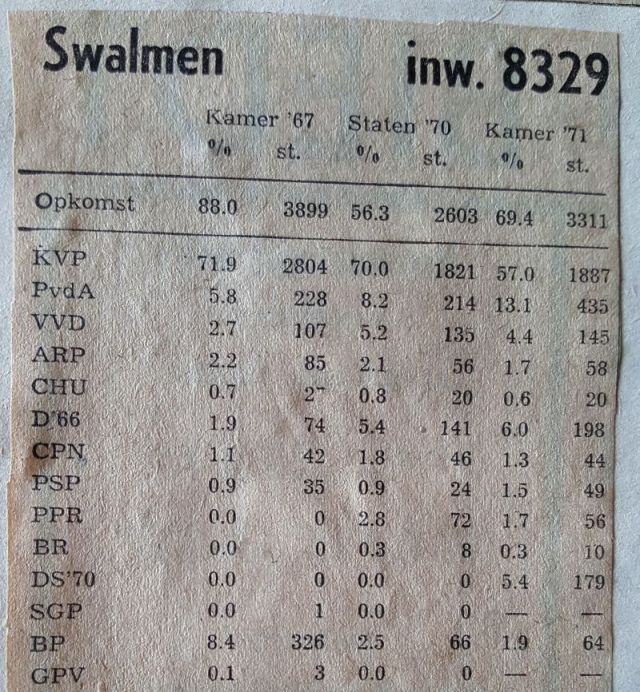 Swalmen inw. 8329
Kamer '67 Staten '70 Kamer '71
% st. % st. % st.
Opkomst 88.0 3899 56.3 2603 69.4 3311
KVP 71.9 2804 70.0 1821 57.0 1887
PvdA 5.8 228 8.2 214 13.1 435
VVD 2.7 107 5.2 135 4.4 145
ARP 2.2 85 2.1 56 1.7 58
CHU 0.7 0.8 20 0.6 20
D'66 1.9 74 5.4 141 6.0 198
CPN 1.1 42 1.8 46 1.3 44
PSP 0.9 35 0.9 24 1.5 49
PPR 0.0 0 2.8 72 1.7 56
BR 0.0 0 0.3 8 0.3 10
DS'70 0.0 0 0.0 0 5.4 179
SGP 0.0 1 0.0 0 — —
BP 8.4 326 2.5 66 1.9 64
GPV 0.1 3 0.0 0 — —